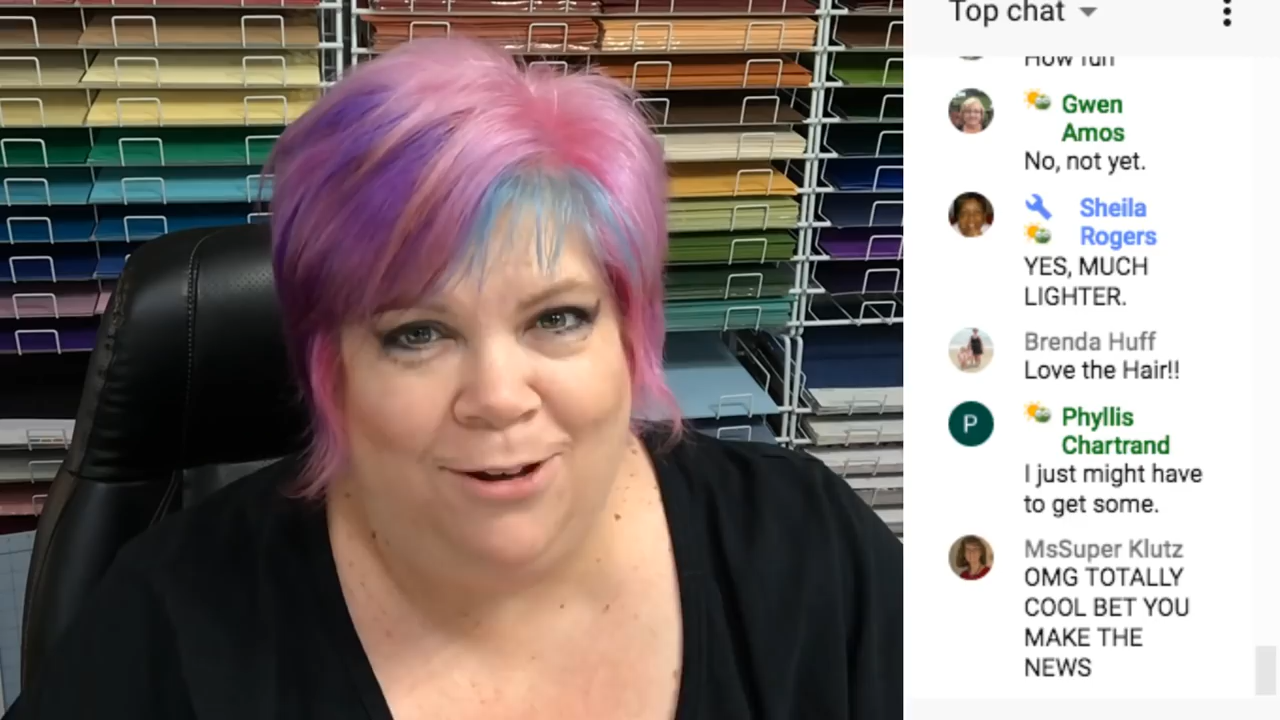 Top chat
How fun
Gwen
Amos
No, not yet.
Sheila
Rogers
YES, MUCH
LIGHTER.
Brenda Huff
Love the Hair!!
P
Phyllis
Chartrand
I just might have
to get some.
MsSuper Klutz
OMG TOTALLY
COOL BET YOU
MAKE THE
NEWS